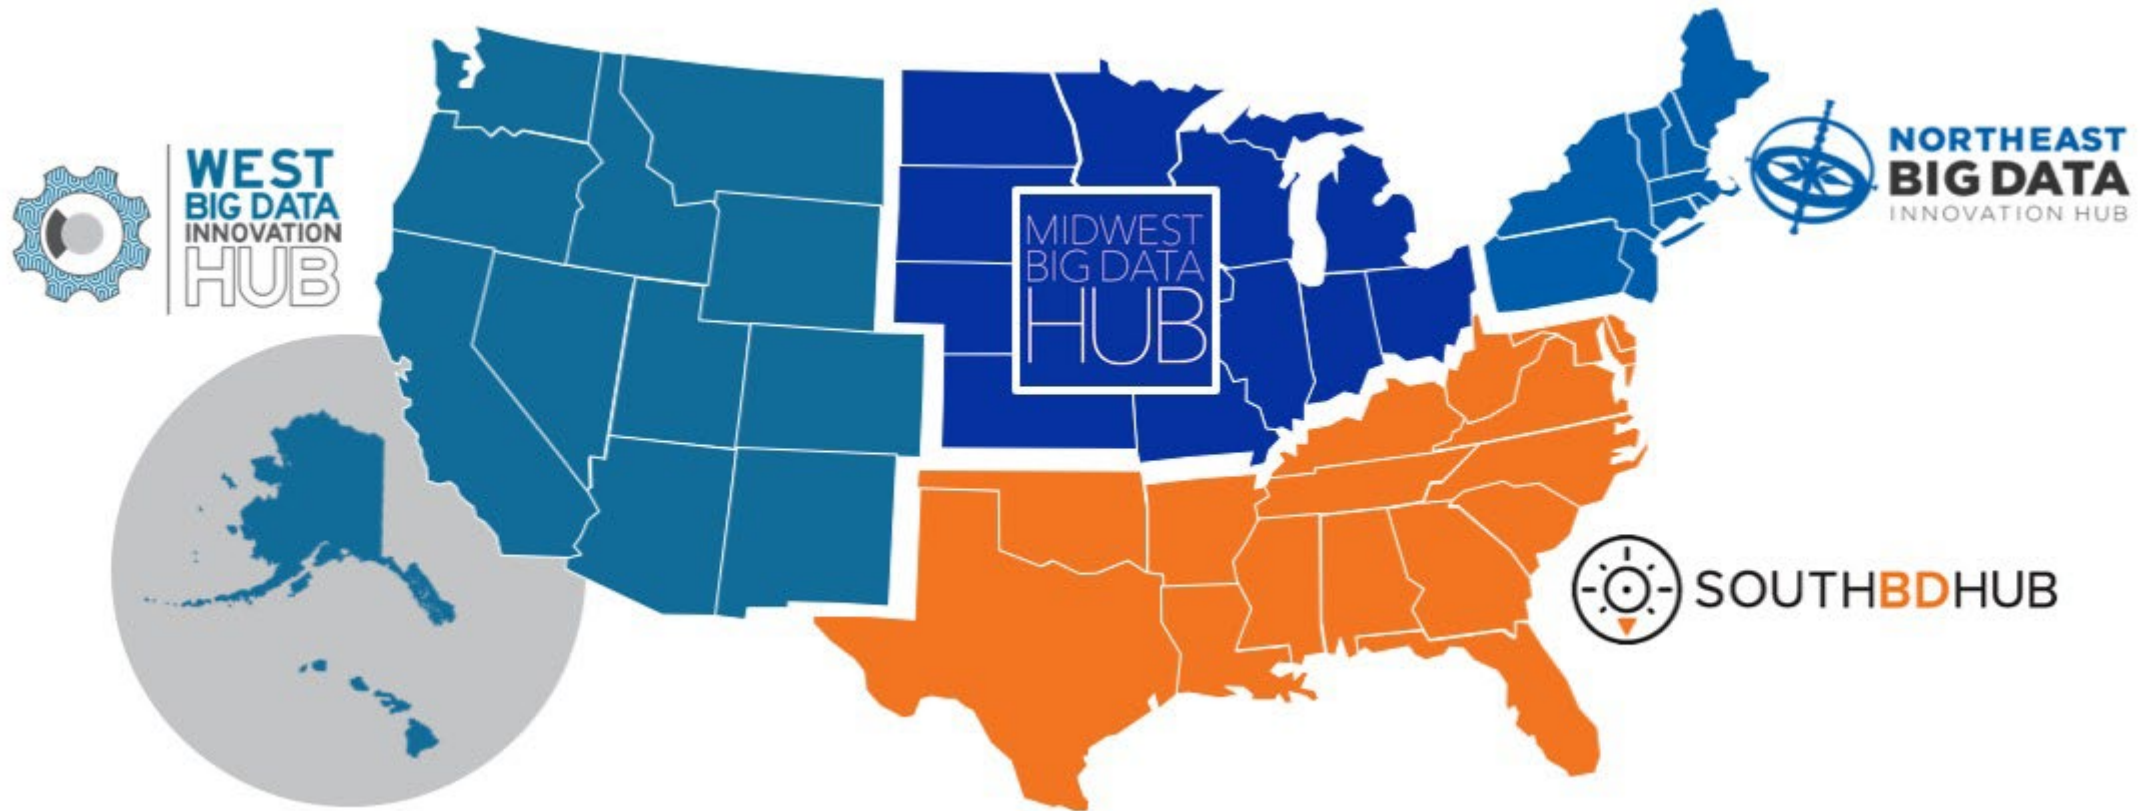 WEST
BIG DATA
INNOVATION
HUB
MIDWEST
BIG DATA
HUB
NORTHEAST
BIG DATA
INNOVATION HUB
SOUTHBDHUB